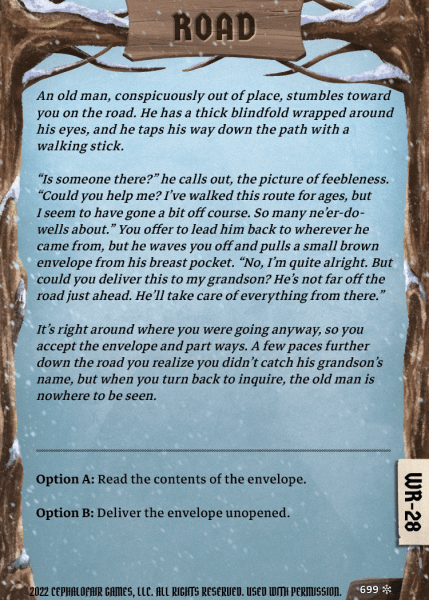 ROAD
An old man, conspicuously out of place, stumbles toward
you on the road. He has a thick blindfold wrapped around
his eyes, and he taps his way down the path with a
walking stick.
“Is someone there?” he calls out, the picture of feebleness.
“Could you help me? I’ve walked this route for ages, but
I seem to have gone a bit off course. So many ne’er-do-
wells about.” You offer to lead him back to wherever he
came from, but he waves you off and pulls a small brown
envelope from his breast pocket. “No, I’m quite alright. But
could you deliver this to my grandson? He’s not far off the
road just ahead. He’ll take care of everything from there.”
It’s right around where you were going anyway, so you
accept the envelope and part ways. A few paces further
down the road you realize you didn’t catch his grandson’s
name, but when you turn back to inquire, the old man is
nowhere to be seen.
Option A: Read the contents of the envelope.
Option B: Deliver the envelope unopened.
WR-28
2022 CEPHALOFAIR GAMES, LLC. ALL RIGHTS RESERVED. USED WITH PERMISSION.
699